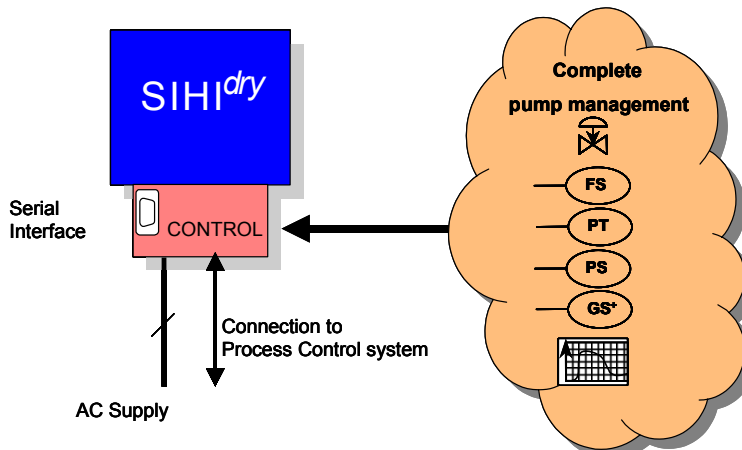 SIHIdry
Serial
Interface
CONTROL
Connection to
Process Control system
AC Supply
Complete
pump management
FS
PT
PS
GS+